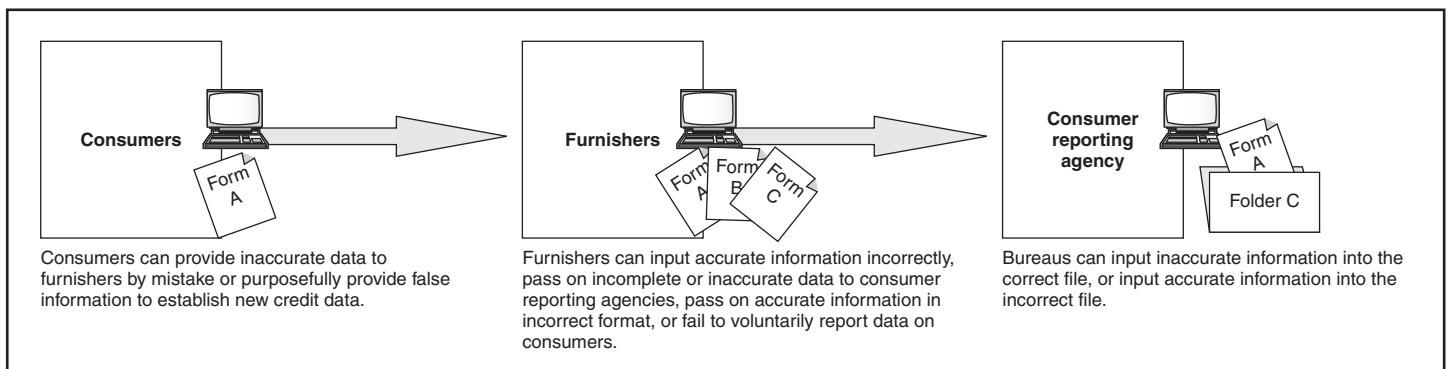 Consumers
Form
A
Consumers can provide inaccurate data to
furnishers by mistake or purposefully provide false
information to establish new credit data.
Furnishers
Form
A
Form
B
Form
C
Furnishers can input accurate information incorrectly,
pass on incomplete or inaccurate data to consumer
reporting agencies, pass on accurate information in
incorrect format, or fail to voluntarily report data on
consumers.
Consumer
reporting
agency
Form
A
Folder C
Bureaus can input inaccurate information into the
correct file, or input accurate information into the
incorrect file.